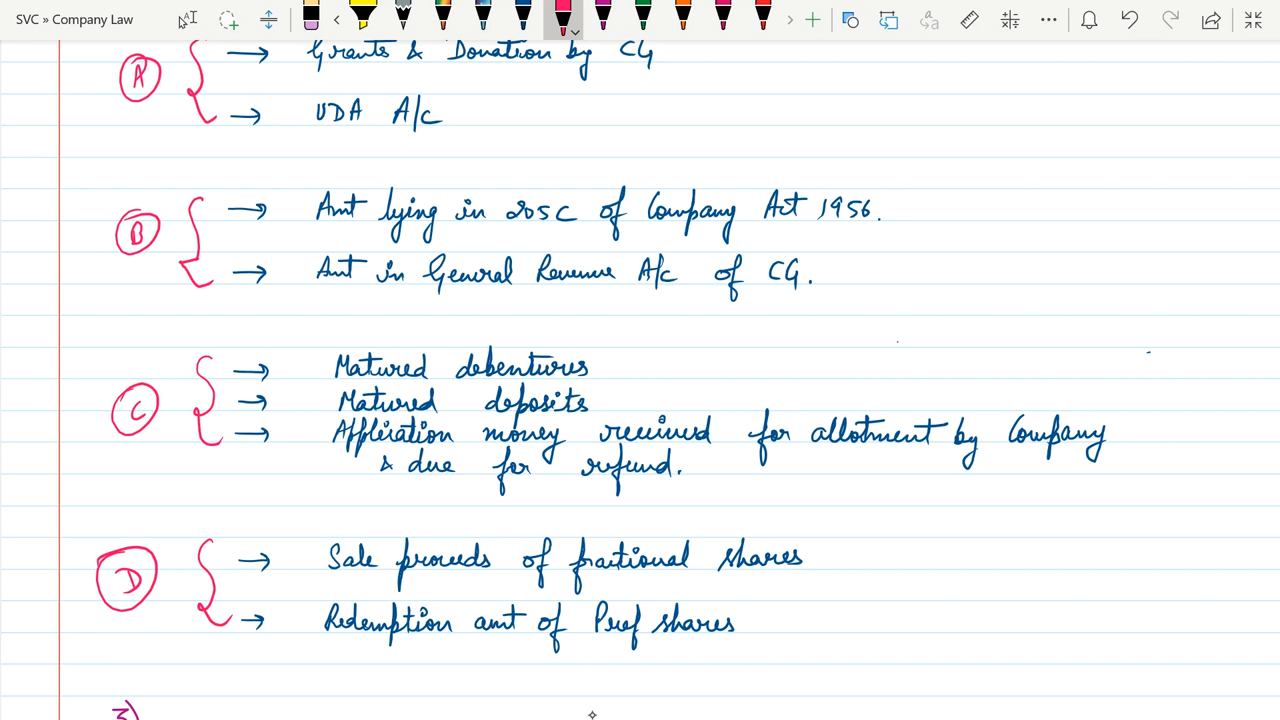 SVC » Company Law
A → Grants & Donation by CG
→ UDA A/c
B → Amt lying in 205C of Company Act 1956.
→ Amt in General Revenue A/c of CG.
→ Matured debentures
C → Matured deposits
→ Application money received for allotment by Company
& due for refund.
D → Sale proceeds of fractional shares
→ Redemption amt of Pref shares
3)